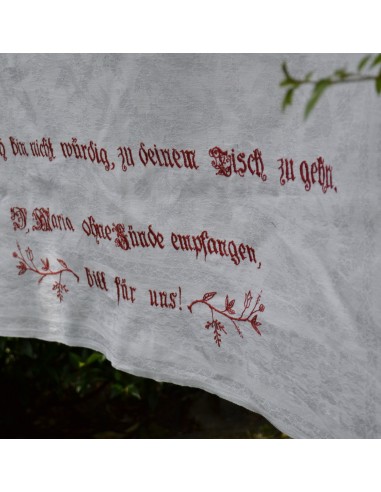 bin nicht würdig, zu deinem Tisch zu gehn.
O, Maria ohne Sünde empfangen,
bitt für uns!